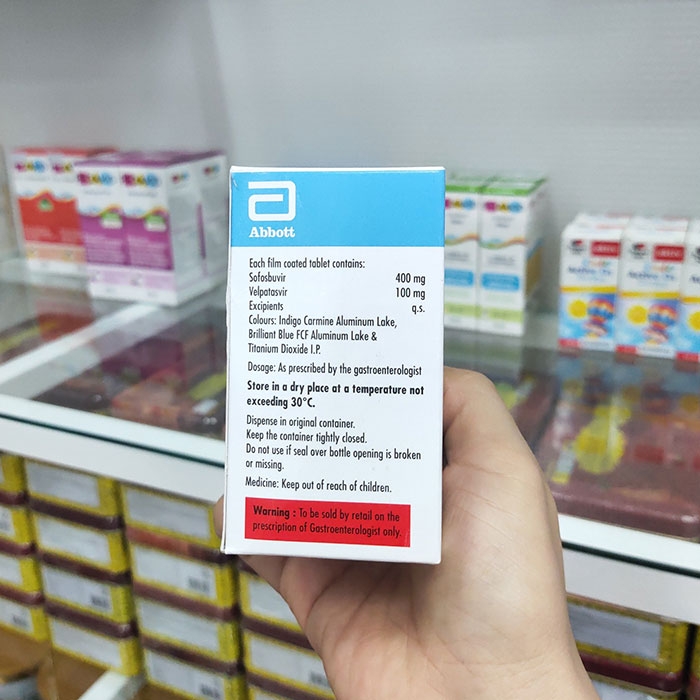 Abbott
Each film coated tablet contains:
Sofosbuvir 400 mg
Velpatasvir 100 mg
Excipients q.s.
Colours: Indigo Carmine Aluminum Lake,
Brilliant Blue FCF Aluminum Lake &
Titanium Dioxide I.P.
Dosage: As prescribed by the gastroenterologist
Store in a dry place at a temperature not
exceeding 30°C.
Dispense in original container.
Keep the container tightly closed.
Do not use if seal over bottle opening is broken
or missing.
Medicine: Keep out of reach of children.
Warning : To be sold by retail on the
prescription of Gastroenterologist only.